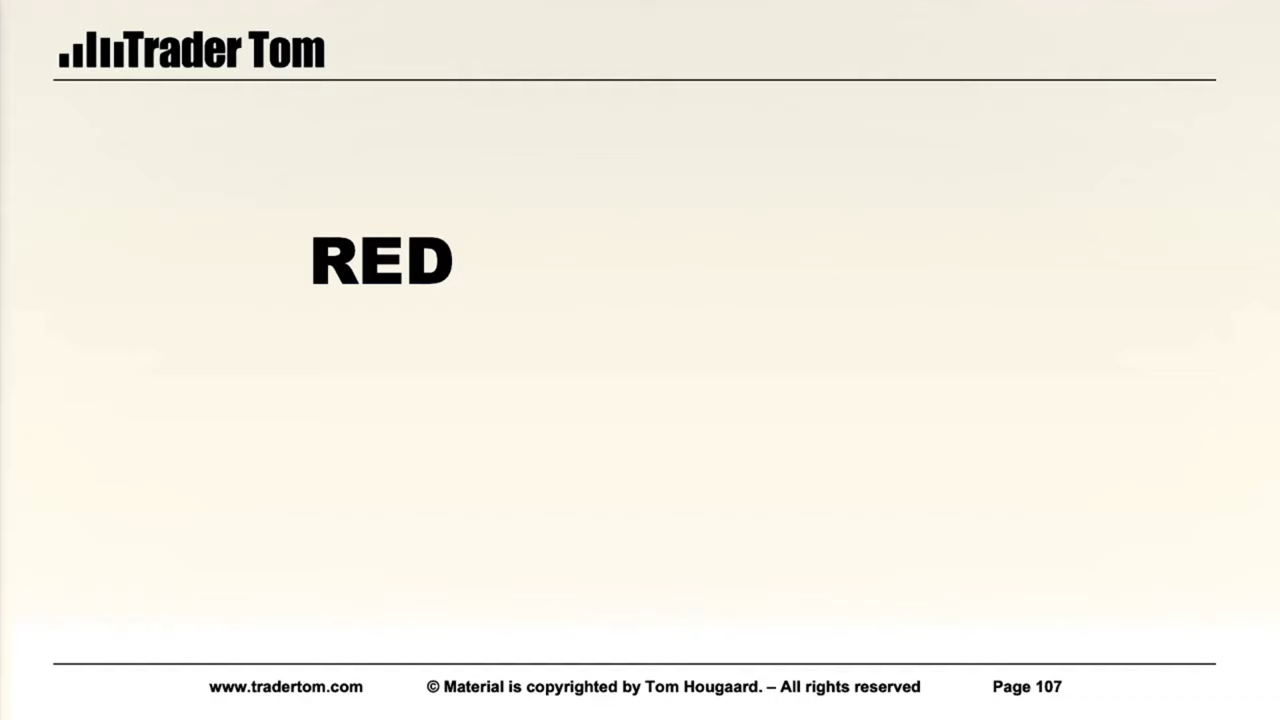 Trader Tom
RED
www.tradertom.com © Material is copyrighted by Tom Hougaard. – All rights reserved Page 107